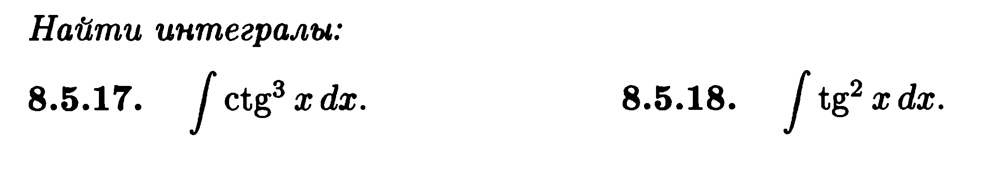 Найти интегралы:
8.5.17. ∫ ctg³ x dx. 8.5.18. ∫ tg² x dx.